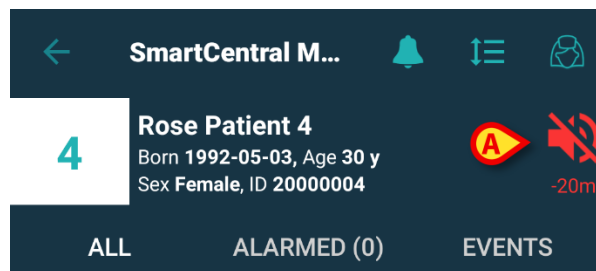 SmartCentral M...
4
Rose Patient 4
Born 1992-05-03, Age 30 y
Sex Female, ID 20000004
A
-20m
ALL ALARMED (0) EVENTS